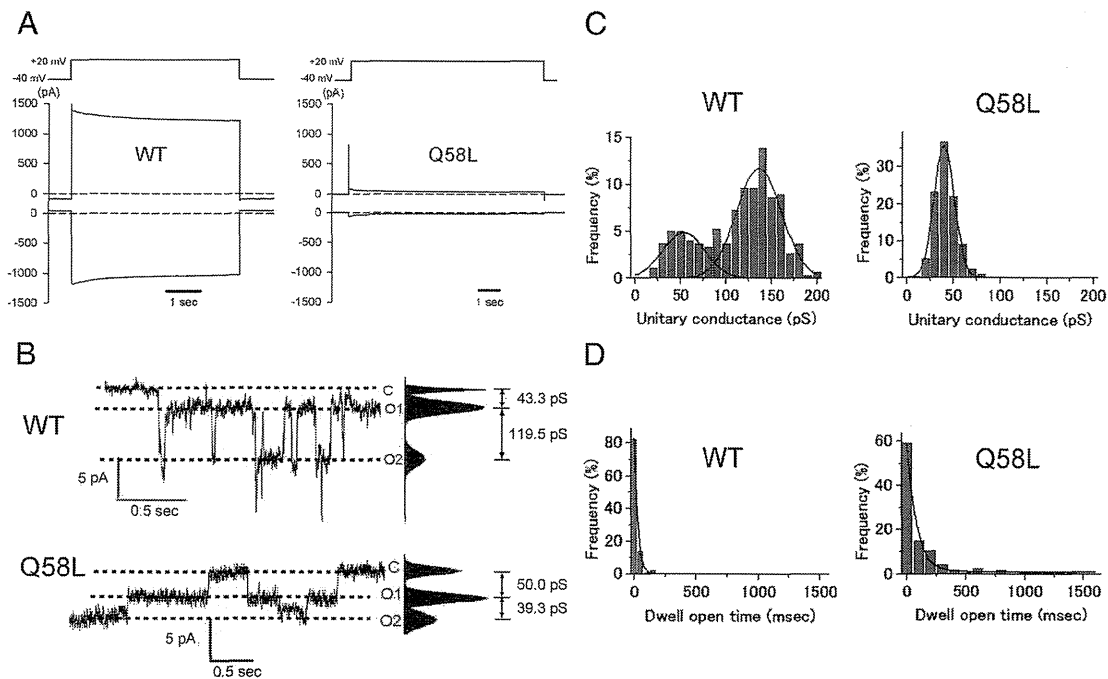 A
+20 mV
-40 mV
(pA)
1500
1000
500
0
0
-500
-1000
-1500
WT
1 sec
+20 mV
-40 mV
(pA)
1500
1000
500
0
0
-500
-1000
-1500
Q58L
1 sec
B
WT
C
O1
O2
43.3 pS
119.5 pS
5 pA
0.5 sec
Q58L
C
O1
O2
50.0 pS
39.3 pS
5 pA
0.5 sec
C
WT
15
10
5
0
Frequency (%)
0 50 100 150 200
Unitary conductance (pS)
Q58L
30
20
10
0
Frequency (%)
0 50 100 150 200
Unitary conductance (pS)
D
WT
80
60
40
20
0
Frequency (%)
0 500 1000 1500
Dwell open time (msec)
Q58L
60
40
20
0
Frequency (%)
0 500 1000 1500
Dwell open time (msec)